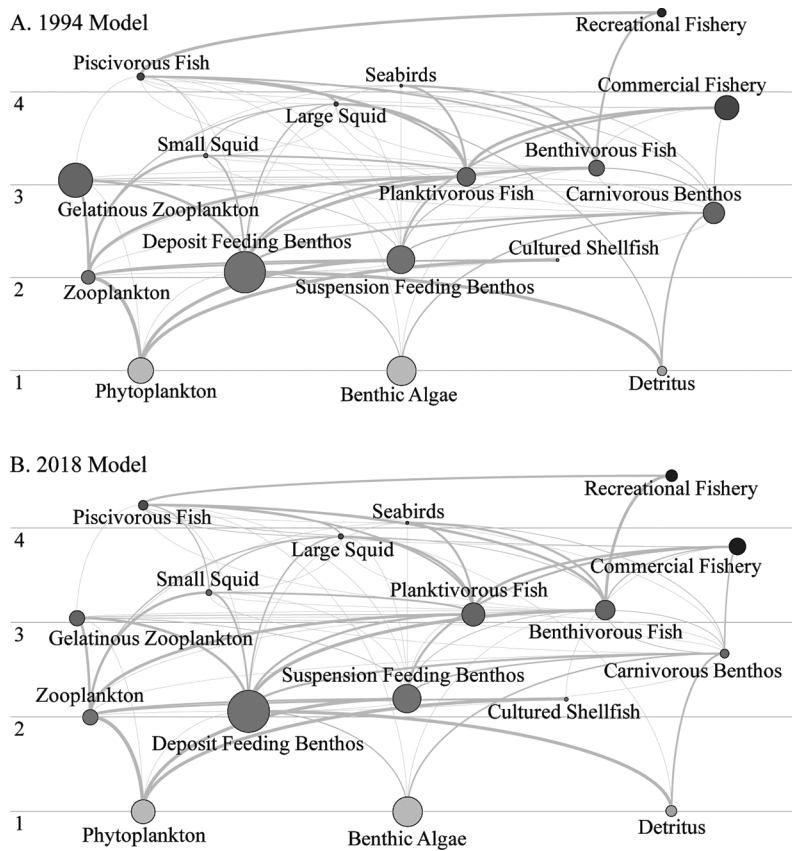 A. 1994 Model
Recreational Fishery
Piscivorous Fish
Seabirds
Commercial Fishery
4
Large Squid
Small Squid
Benthivorous Fish
3
Planktivorous Fish
Carnivorous Benthos
Gelatinous Zooplankton
Deposit Feeding Benthos
Cultured Shellfish
2
Zooplankton
Suspension Feeding Benthos
1
Phytoplankton
Benthic Algae
Detritus
B. 2018 Model
Recreational Fishery
Piscivorous Fish
Seabirds
4
Large Squid
Commercial Fishery
Small Squid
Planktivorous Fish
3
Gelatinous Zooplankton
Benthivorous Fish
Suspension Feeding Benthos
Carnivorous Benthos
Zooplankton
Cultured Shellfish
2
Deposit Feeding Benthos
1
Phytoplankton
Benthic Algae
Detritus